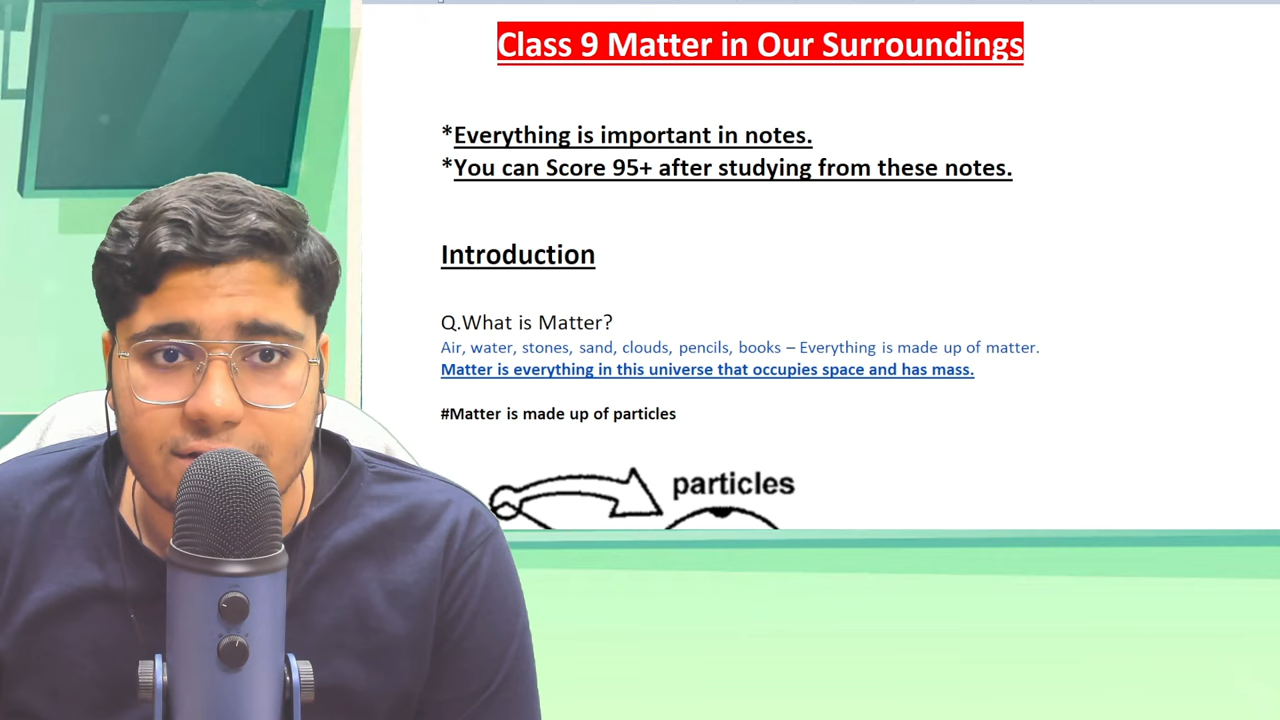 Class 9 Matter in Our Surroundings
*Everything is important in notes.
*You can Score 95+ after studying from these notes.
Introduction
Q.What is Matter?
Air, water, stones, sand, clouds, pencils, books – Everything is made up of matter.
Matter is everything in this universe that occupies space and has mass.
#Matter is made up of particles
particles